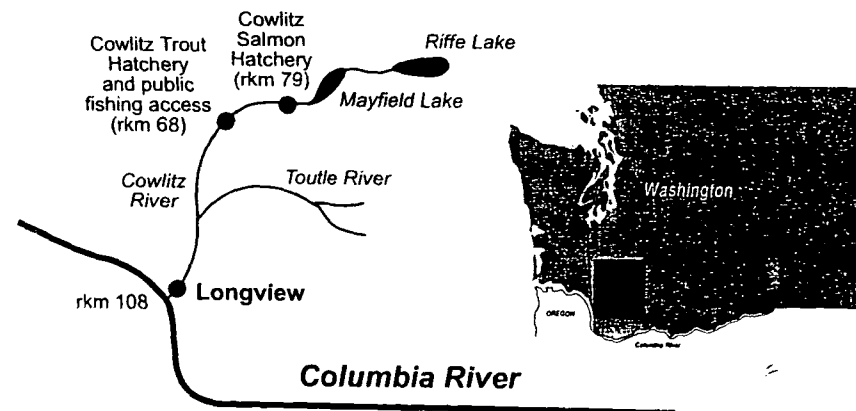 Cowlitz Trout
Hatchery
and public
fishing access
(rkm 68)
Cowlitz
Salmon
Hatchery
(rkm 79)
Riffe Lake
Mayfield Lake
Cowlitz
River
Toutle River
Washington
rkm 108
Longview
OREGON
Columbia River
Columbia River